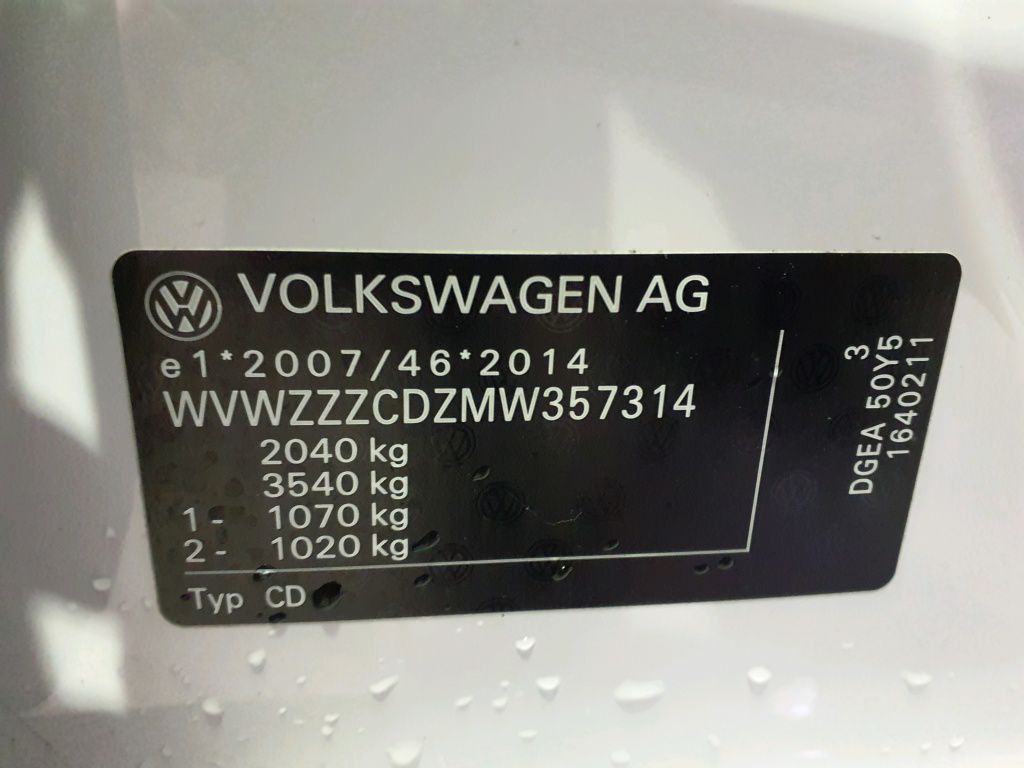 VOLKSWAGEN AG
e1*2007/46*2014
WVWZZZCDZMW357314
2040 kg
3540 kg
1- 1070 kg
2- 1020 kg
Typ CD
3
DGEA 50Y5
1640211